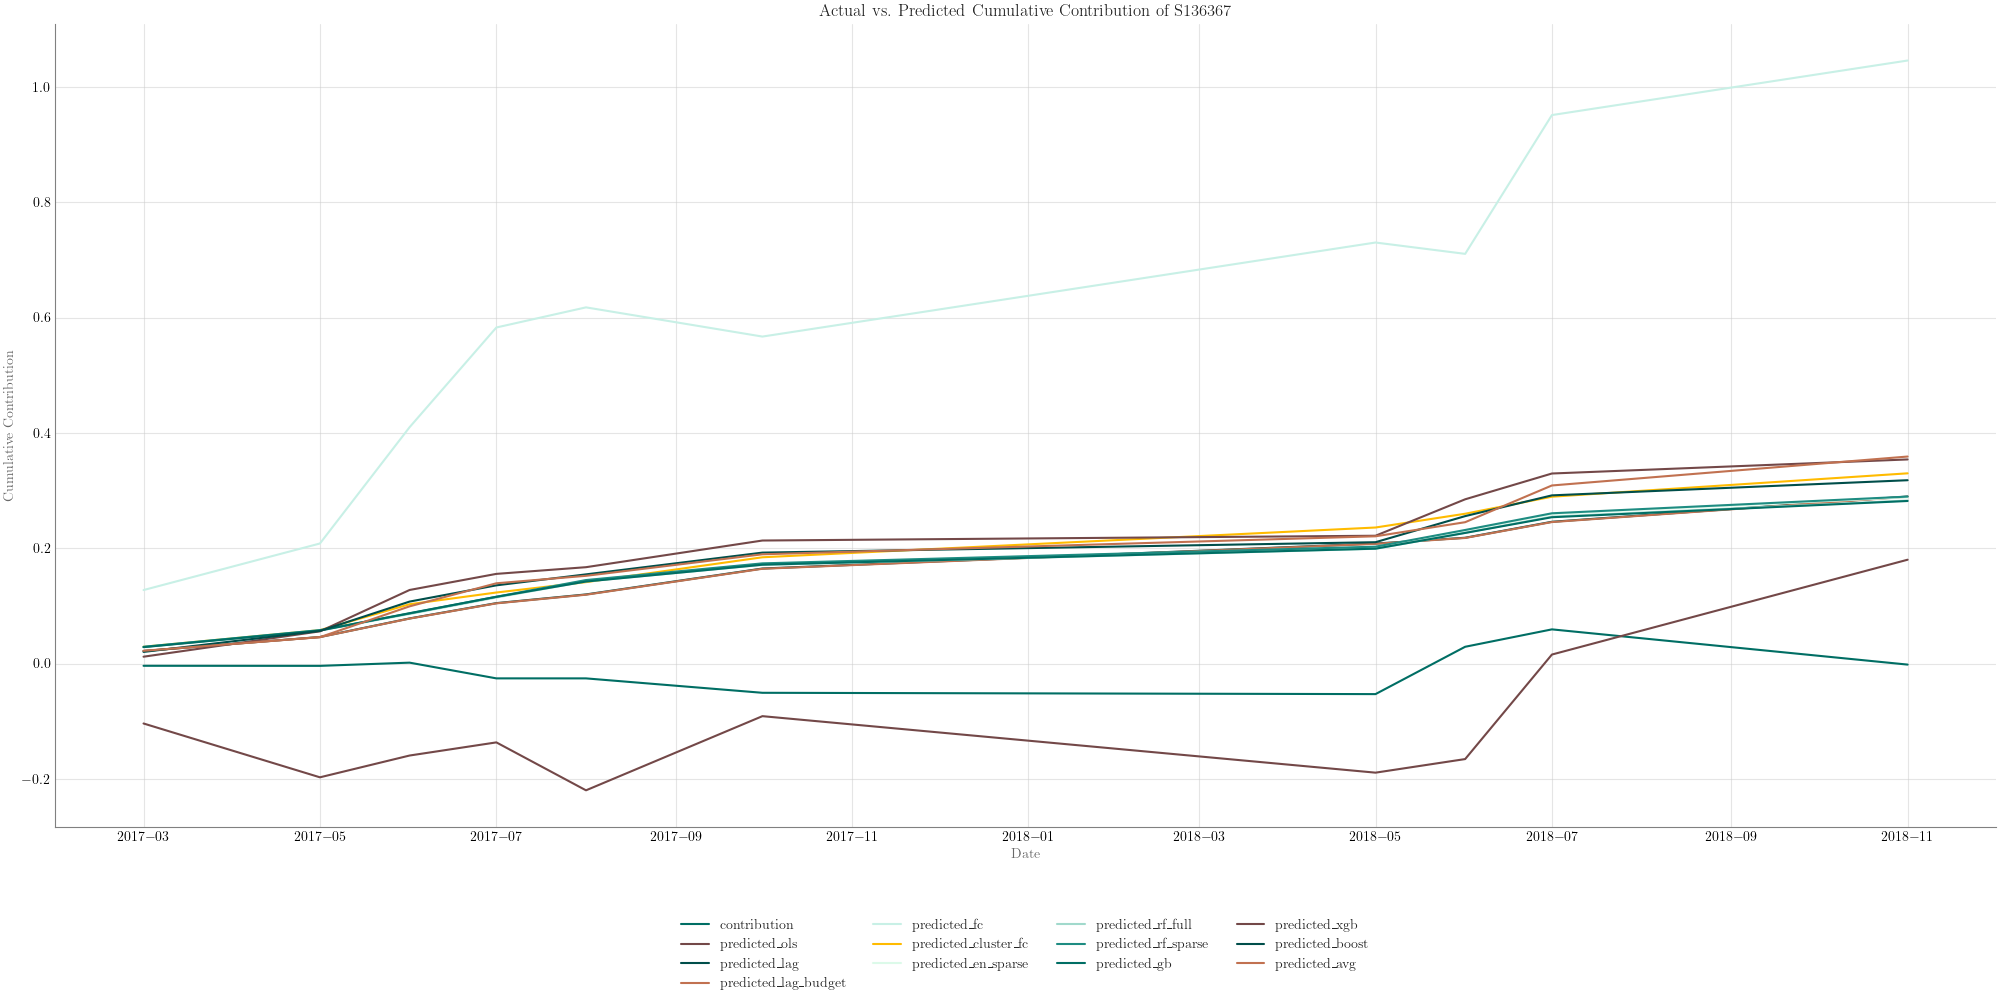 Actual vs. Predicted Cumulative Contribution of S136367
Cumulative Contribution
1.0
0.8
0.6
0.4
0.2
0.0
−0.2
2017−03 2017−05 2017−07 2017−09 2017−11 2018−01 2018−03 2018−05 2018−07 2018−09 2018−11
Date
contribution predicted_fc predicted_rf_full predicted_xgb
predicted_ols predicted_cluster_fc predicted_rf_sparse predicted_boost
predicted_lag predicted_en_sparse predicted_gb predicted_avg
predicted_lag_budget